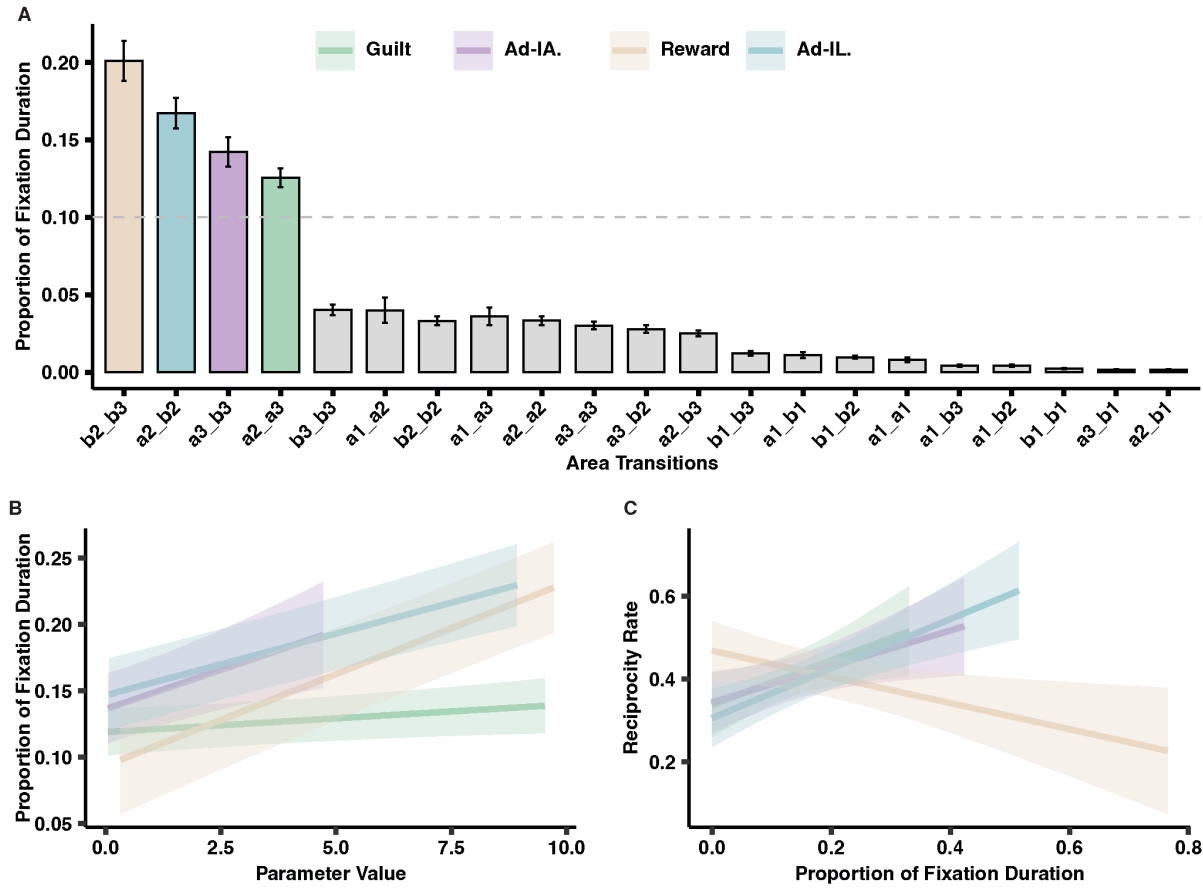 A
Guilt
Ad-IA.
Reward
Ad-IL.
Proportion of Fixation Duration
0.20
0.15
0.10
0.05
0.00
b2_b3
a2_b2
a3_b3
a2_a3
b3_b3
a1_a2
b2_b2
a1_a3
a2_a2
a3_a3
a3_b2
a2_b3
b1_b3
a1_b1
b1_b2
a1_a1
a1_b3
a1_b2
b1_b1
a3_b1
a2_b1
Area Transitions
B
Proportion of Fixation Duration
0.25
0.20
0.15
0.10
0.05
0.0
2.5
5.0
7.5
10.0
Parameter Value
C
Reciprocity Rate
0.6
0.4
0.2
0.0
0.2
0.4
0.6
0.8
Proportion of Fixation Duration